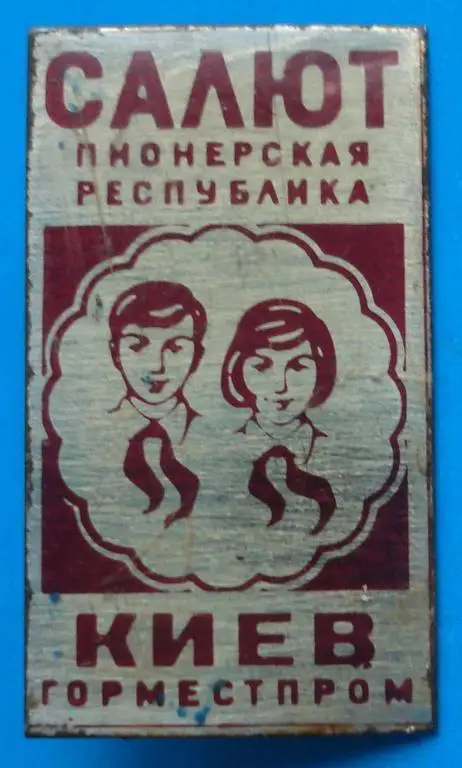 САЛЮТ
ПИОНЕРСКАЯ
РЕСПУБЛИКА
КИЕВ
ГОРМЕСТПРОМ